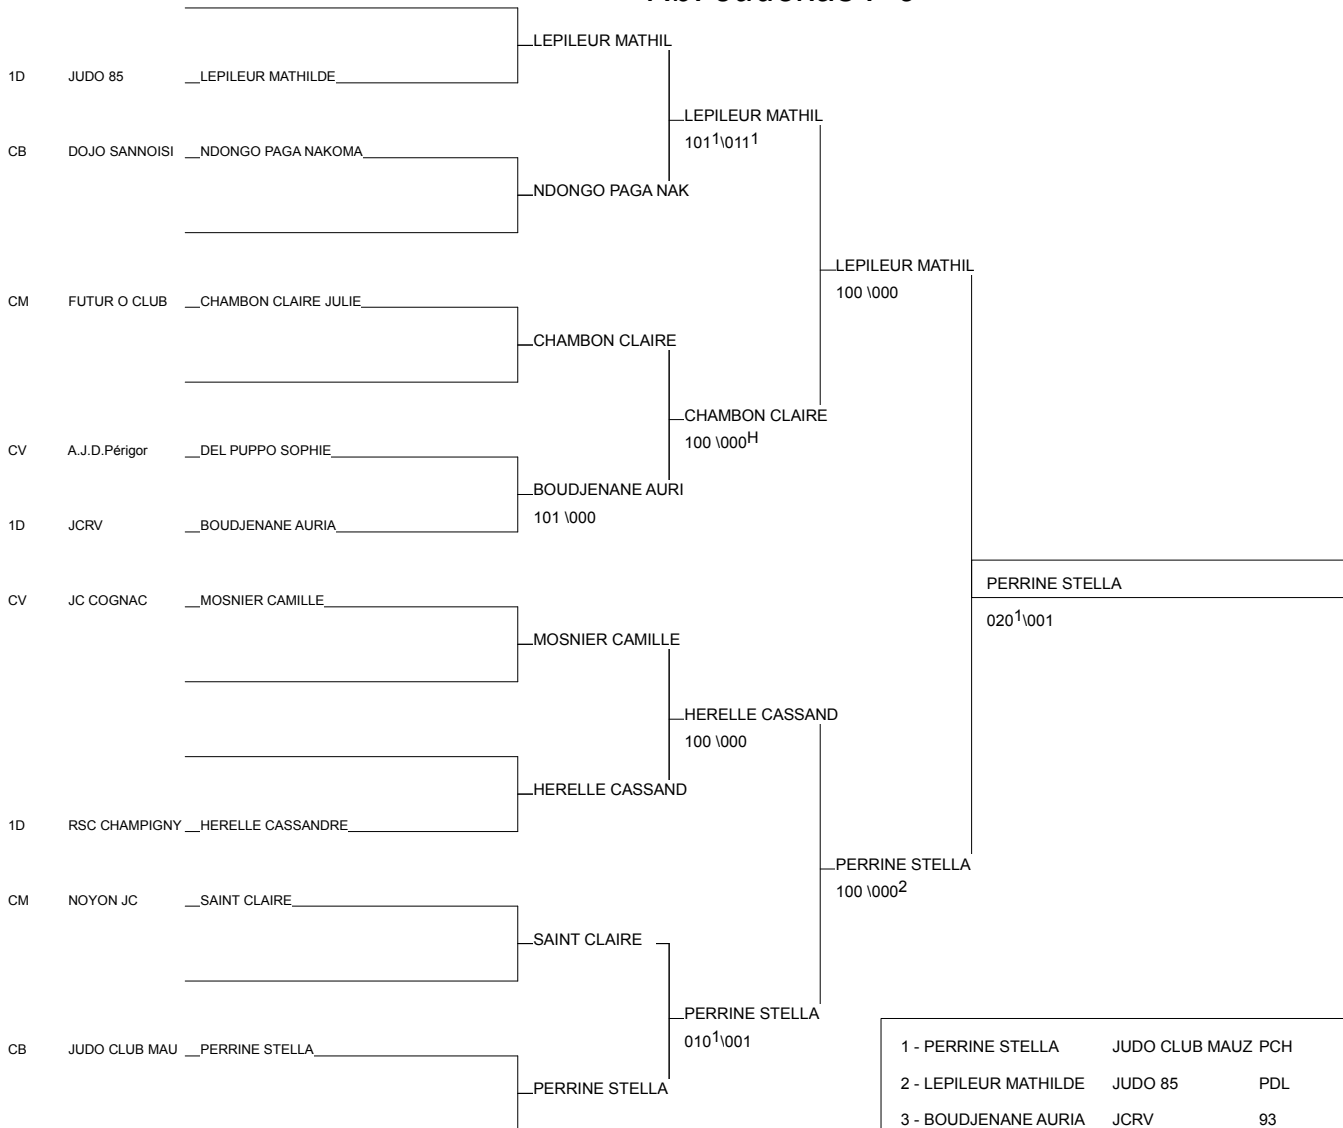 LEPILEUR MATHIL
1D JUDO 85 LEPILEUR MATHILDE
LEPILEUR MATHIL
101¹\011¹
CB DOJO SANNOISI NDONGO PAGA NAKOMA
NDONGO PAGA NAK
LEPILEUR MATHIL
100 \000
CM FUTUR O CLUB CHAMBON CLAIRE JULIE
CHAMBON CLAIRE
CHAMBON CLAIRE
100 \000ᴴ
CV A.J.D.Périgor DEL PUPPO SOPHIE
BOUDJENANE AURI
101 \000
1D JCRV BOUDJENANE AURIA
PERRINE STELLA
020¹\001
CV JC COGNAC MOSNIER CAMILLE
MOSNIER CAMILLE
HERELLE CASSAND
100 \000
HERELLE CASSAND
1D RSC CHAMPIGNY HERELLE CASSANDRE
PERRINE STELLA
100 \000²
CM NOYON JC SAINT CLAIRE
SAINT CLAIRE
PERRINE STELLA
010¹\001
CB JUDO CLUB MAU PERRINE STELLA
PERRINE STELLA
1 - PERRINE STELLA JUDO CLUB MAUZ PCH
2 - LEPILEUR MATHILDE JUDO 85 PDL
3 - BOUDJENANE AURIA JCRV 93